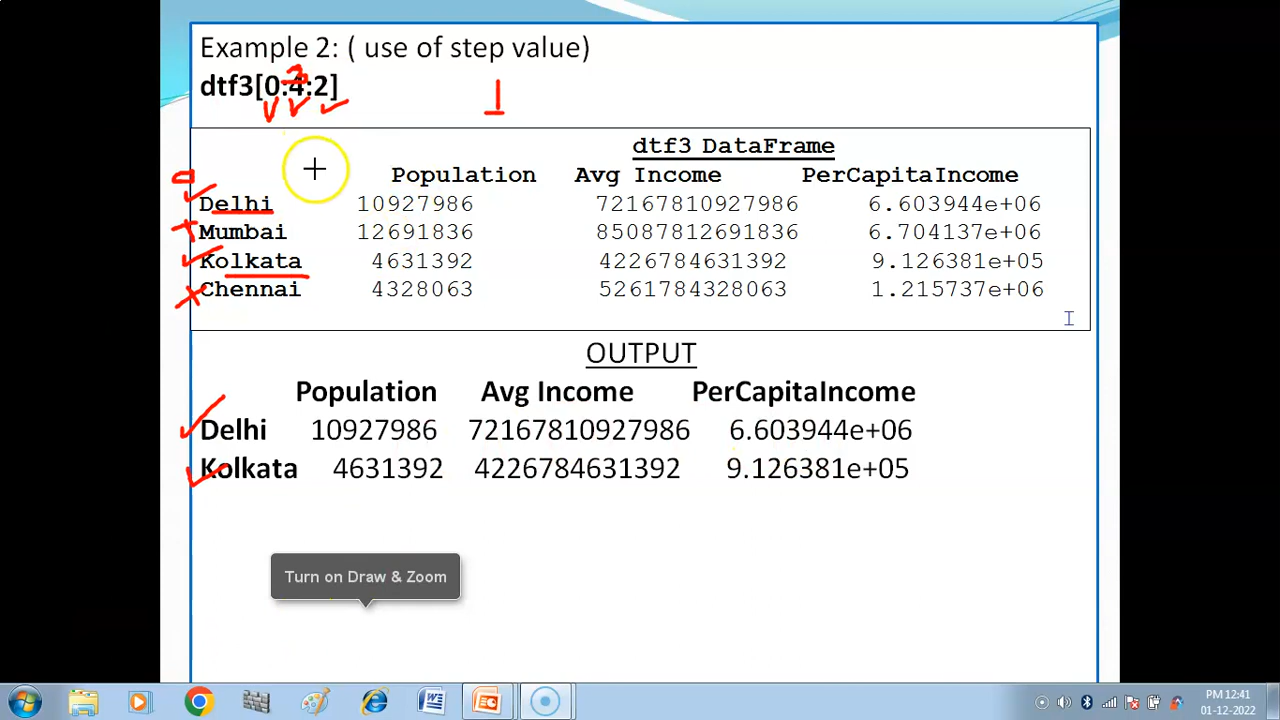 Example 2: ( use of step value)
3
dtf3[0:4:2]
1
dtf3 DataFrame
Population Avg Income PerCapitaIncome
0
Delhi 10927986 72167810927986 6.603944e+06
Mumbai 12691836 85087812691836 6.704137e+06
Kolkata 4631392 4226784631392 9.126381e+05
Chennai 4328063 5261784328063 1.215737e+06
OUTPUT
Population Avg Income PerCapitaIncome
Delhi 10927986 72167810927986 6.603944e+06
Kolkata 4631392 4226784631392 9.126381e+05
Turn on Draw & Zoom
PM 12:41
01-12-2022